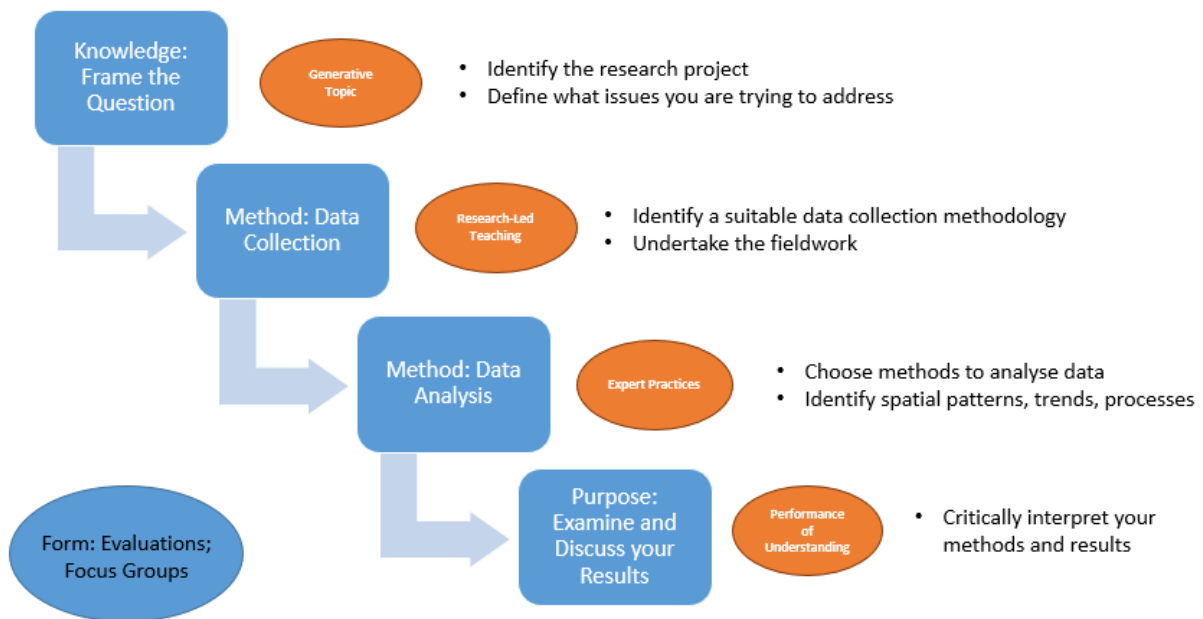 Knowledge:
Frame the
Question
Generative
Topic
• Identify the research project
• Define what issues you are trying to address
Method: Data
Collection
Research-Led
Teaching
• Identify a suitable data collection methodology
• Undertake the fieldwork
Method: Data
Analysis
Expert Practices
• Choose methods to analyse data
• Identify spatial patterns, trends, processes
Purpose:
Examine and
Discuss your
Results
Performance
of
Understanding
• Critically interpret your
methods and results
Form: Evaluations;
Focus Groups